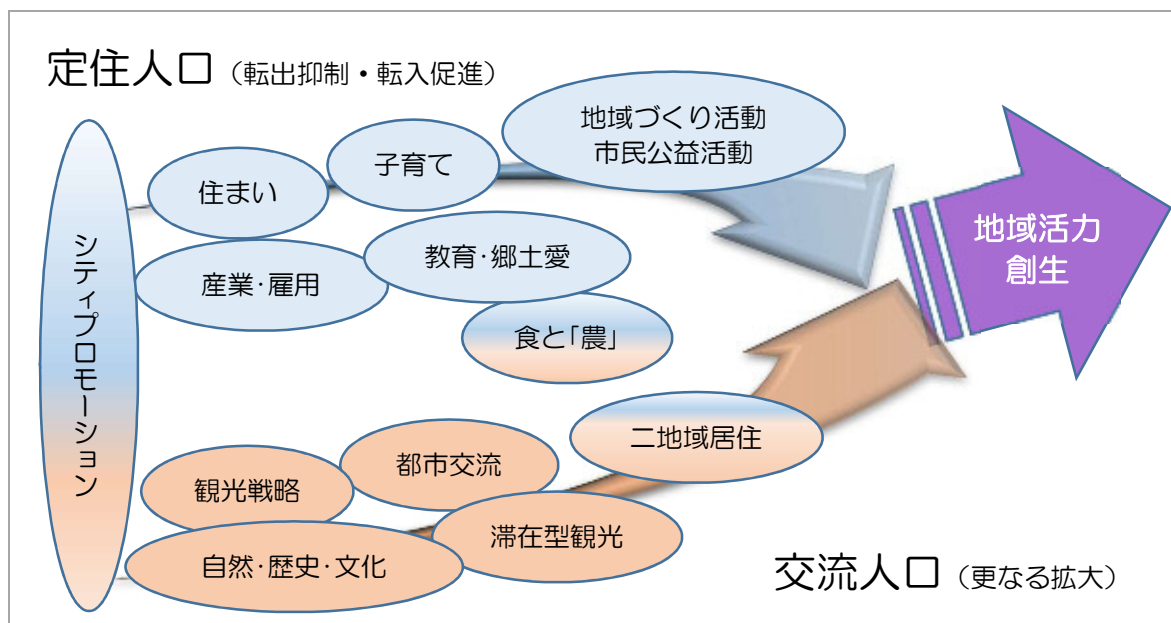 定住人口（転出抑制・転入促進）
地域づくり活動
市民公益活動
子育て
住まい
教育・郷土愛
産業・雇用
食と「農」
シティプロモーション
地域活力
創生
二地域居住
都市交流
観光戦略
滞在型観光
自然・歴史・文化
交流人口（更なる拡大）